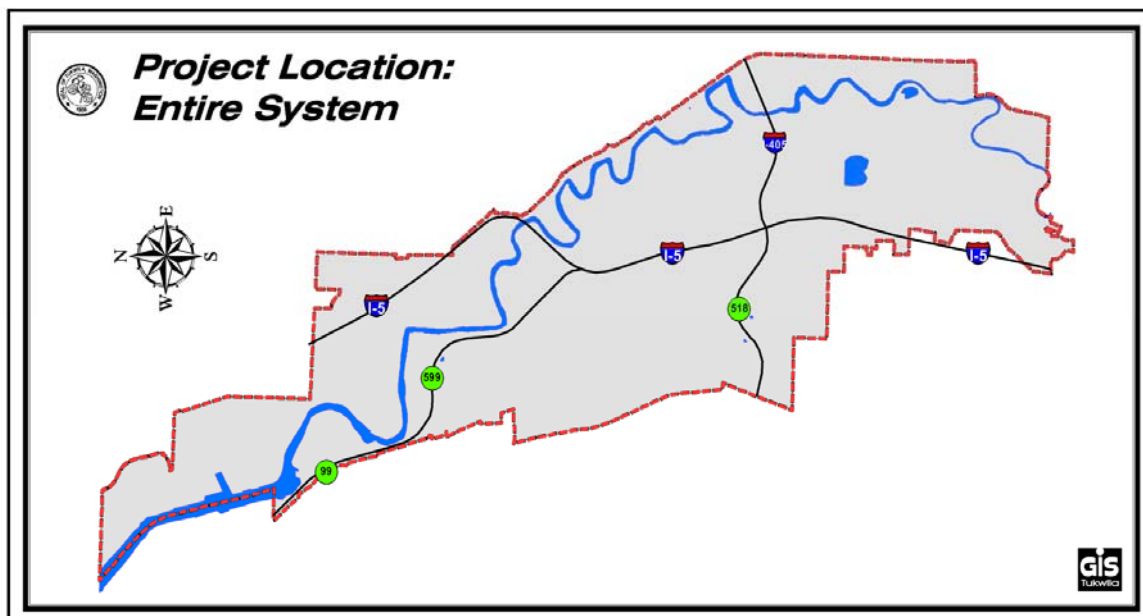 Project Location:
Entire System
N
E
S
W
I-405
I-5
I-5
I-5
518
599
99
GIS
Tukwila